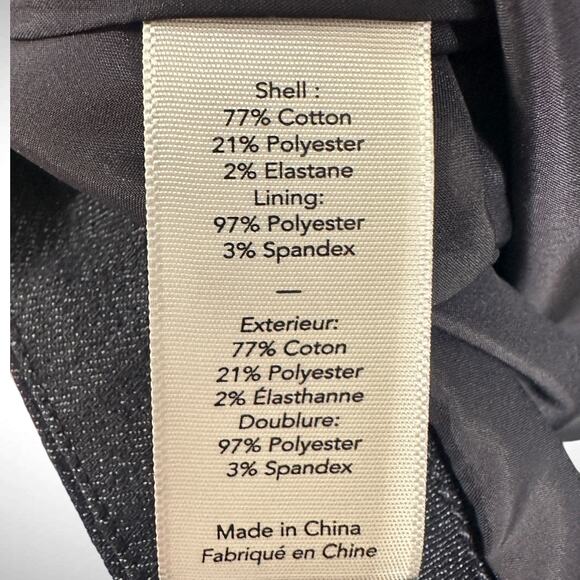 Shell :
77% Cotton
21% Polyester
2% Elastane
Lining:
97% Polyester
3% Spandex
—
Exterieur:
77% Coton
21% Polyester
2% Élasthanne
Doublure:
97% Polyester
3% Spandex
Made in China
Fabriqué en Chine